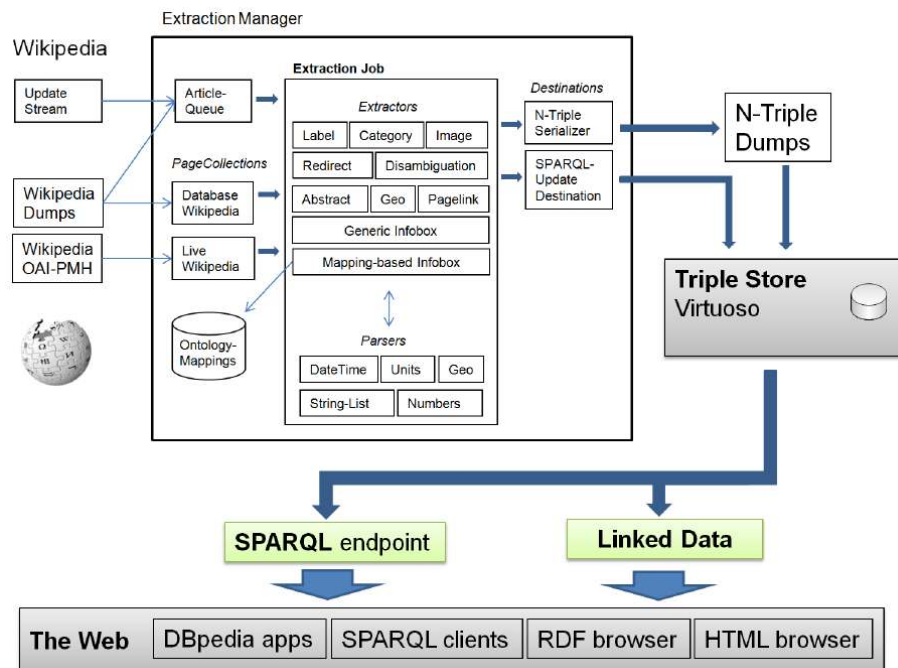 Extraction Manager
Wikipedia
Update
Stream
Wikipedia
Dumps
Wikipedia
OAI-PMH
Article-
Queue
PageCollections
Database
Wikipedia
Live
Wikipedia
Ontology-
Mappings
Extraction Job
Extractors
Label Category Image
Redirect Disambiguation
Abstract Geo Pagelink
Generic Infobox
Mapping-based Infobox
Parsers
DateTime Units Geo
String-List Numbers
Destinations
N-Triple
Serializer
SPARQL-
Update
Destination
N-Triple
Dumps
Triple Store
Virtuoso
SPARQL endpoint
Linked Data
The Web DBpedia apps SPARQL clients RDF browser HTML browser